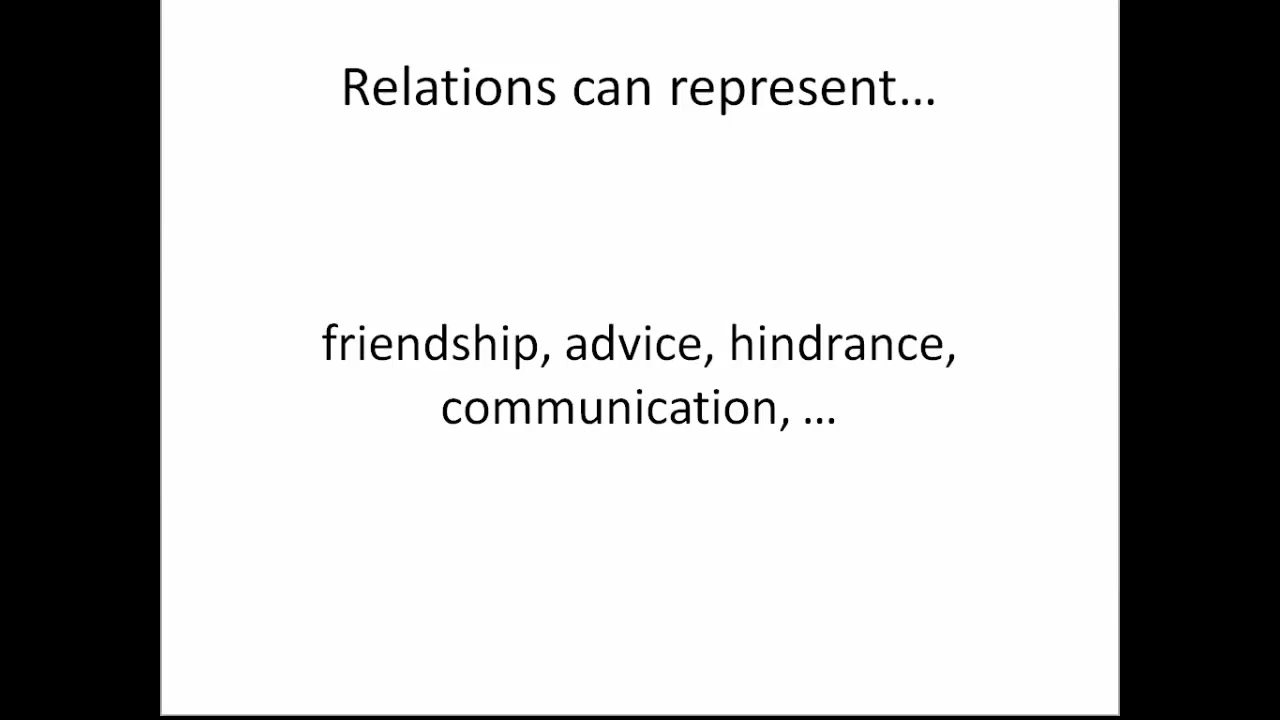 Relations can represent…
friendship, advice, hindrance,
communication, …